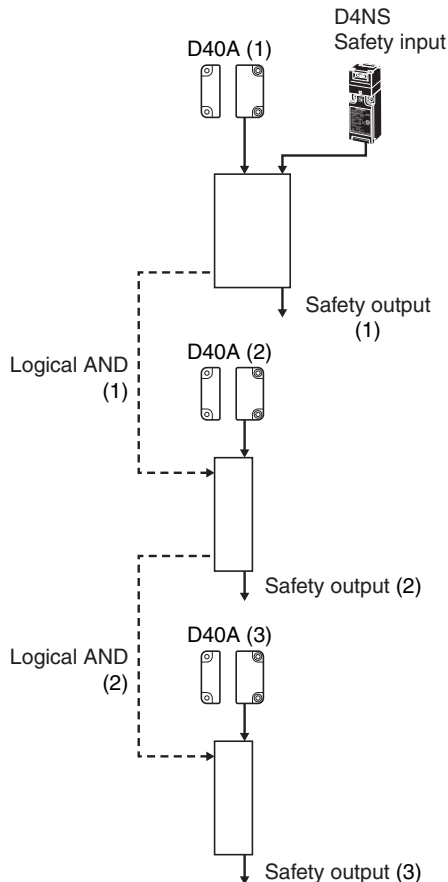 D4NS
Safety input
D40A (1)
Safety output
(1)
D40A (2)
Logical AND
(1)
Safety output (2)
D40A (3)
Logical AND
(2)
Safety output (3)